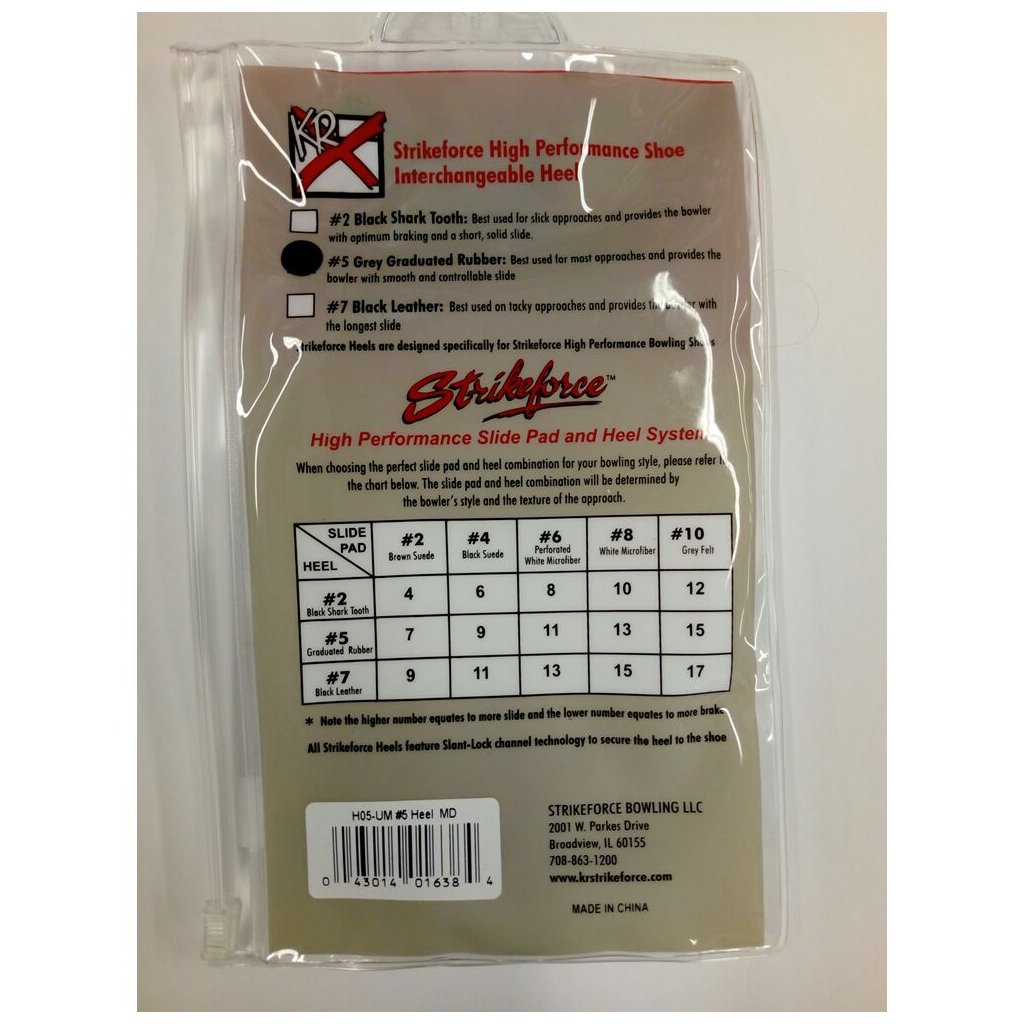 KR
Strikeforce High Performance Shoe
Interchangeable Heel
#2 Black Shark Tooth: Best used for slick approaches and provides the bowler
with optimum braking and a short, solid slide.
#5 Grey Graduated Rubber: Best used for most approaches and provides the
bowler with smooth and controllable slide
#7 Black Leather: Best used on tacky approaches and provides the bowler with
the longest slide
Strikeforce Heels are designed specifically for Strikeforce High Performance Bowling Shoes
Strikeforce™
High Performance Slide Pad and Heel System
When choosing the perfect slide pad and heel combination for your bowling style, please refer to
the chart below. The slide pad and heel combination will be determined by
the bowler's style and the texture of the approach.
SLIDE PAD HEEL #2 Brown Suede #4 Black Suede #6 Perforated White Microfiber #8 White Microfiber #10 Grey Felt
#2 Black Shark Tooth 4 6 8 10 12
#5 Graduated Rubber 7 9 11 13 15
#7 Black Leather 9 11 13 15 17
* Note the higher number equates to more slide and the lower number equates to more brake
All Strikeforce Heels feature Slant-Lock channel technology to secure the heel to the shoe
H05-UM #5 Heel MD
0 43014 01638 4
STRIKEFORCE BOWLING LLC
2001 W. Parkes Drive
Broadview, IL 60155
708-863-1200
www.krstrikeforce.com
MADE IN CHINA